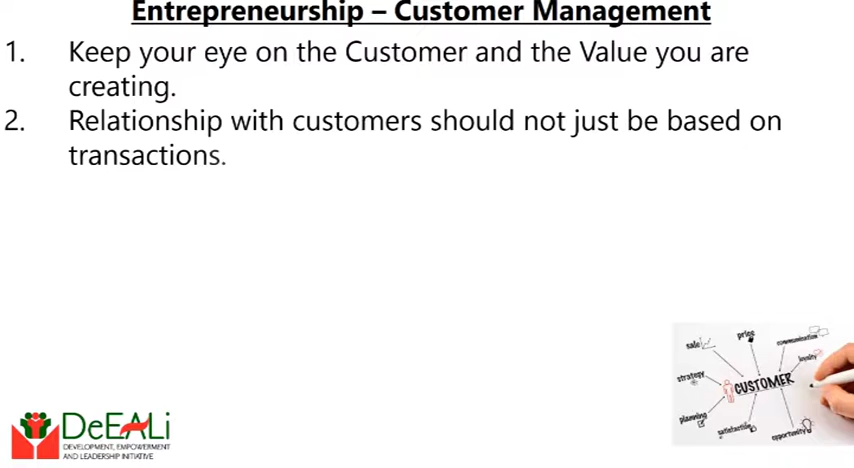 Entrepreneurship – Customer Management
1. Keep your eye on the Customer and the Value you are
creating.
2. Relationship with customers should not just be based on
transactions.
sale
price
communication
loyalty
strategy
CUSTOMER
planning
satisfaction
opportunity
DeEALi
DEVELOPMENT, EMPOWERMENT
AND LEADERSHIP INITIATIVE